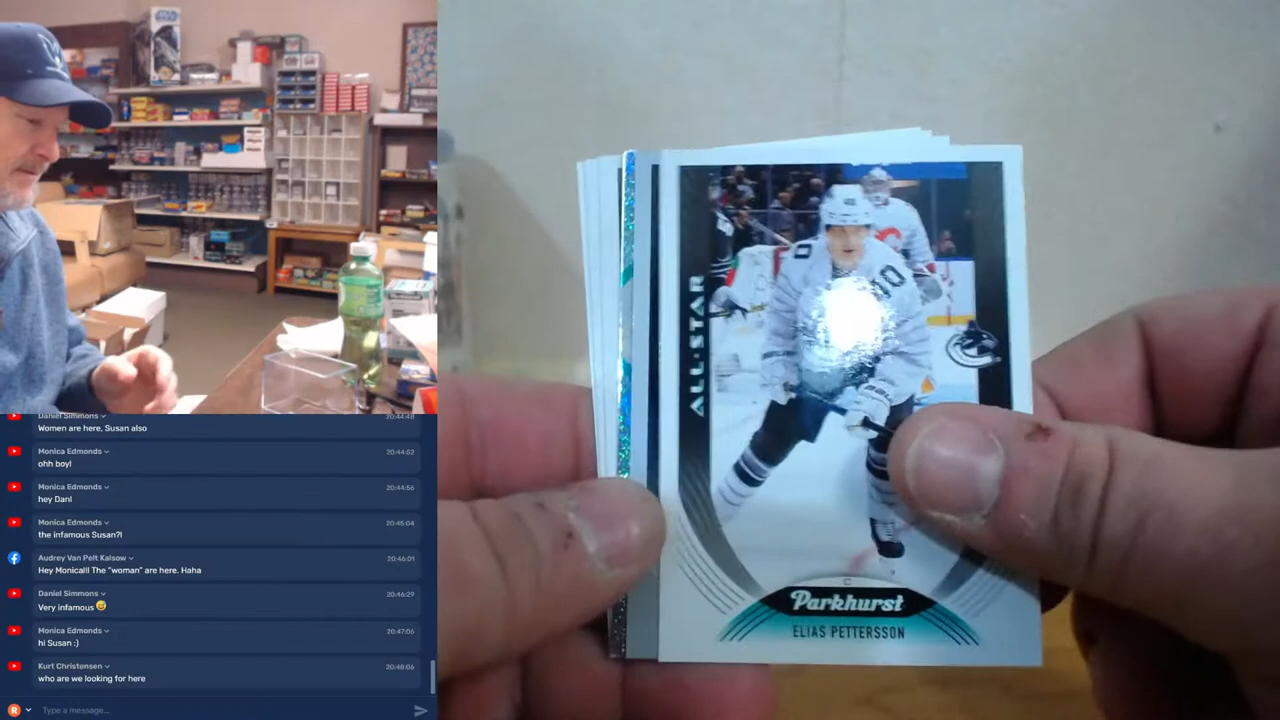 Daniel Simmons 20:44:48
Women are here, Susan also
Monica Edmonds 20:44:52
ohh boy!
Monica Edmonds 20:44:56
hey Dan!
Monica Edmonds 20:45:04
the infamous Susan?!
Audrey Van Pelt Kalsow 20:46:01
Hey Monica!! The "woman" are here. Haha
Daniel Simmons 20:46:29
Very infamous 😅
Monica Edmonds 20:47:06
hi Susan :)
Kurt Christensen 20:48:06
who are we looking for here
R
Type a message...
ALL·STAR
40
10
C
Parkhurst
ELIAS PETTERSSON